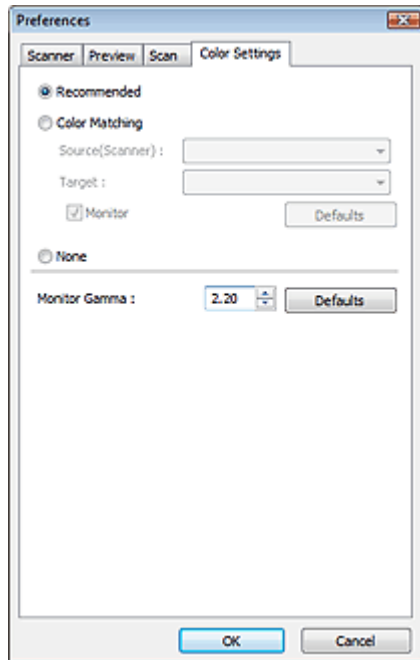 Preferences
Scanner Preview Scan Color Settings
Recommended
Color Matching
Source(Scanner) :
Target :
Monitor Defaults
None
Monitor Gamma : 2.20 Defaults
OK Cancel